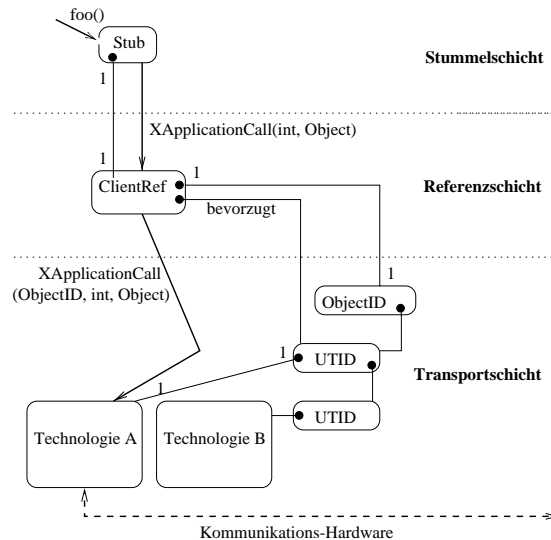 foo()
Stub
Stummelschicht
1
XApplicationCall(int, Object)
1
1
ClientRef
Referenzschicht
bevorzugt
XApplicationCall
(ObjectID, int, Object)
1
ObjectID
1
UTID
Transportschicht
1
Technologie A
Technologie B
UTID
Kommunikations-Hardware